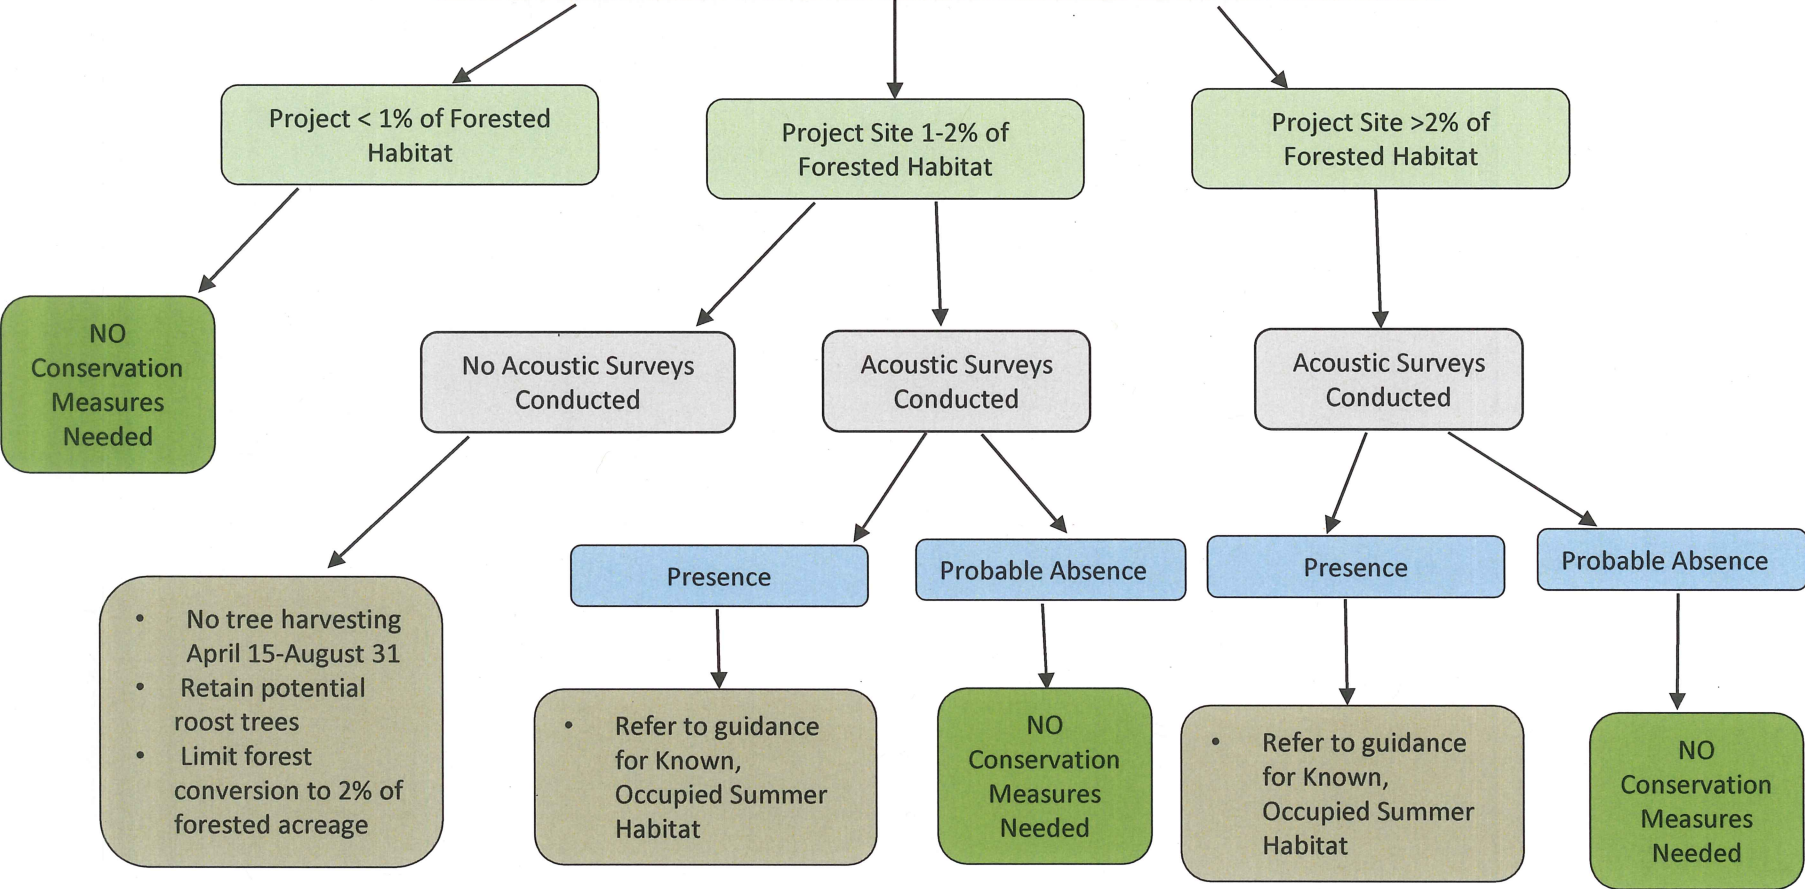 Project < 1% of Forested
Habitat
Project Site 1-2% of
Forested Habitat
Project Site >2% of
Forested Habitat
NO
Conservation
Measures
Needed
No Acoustic Surveys
Conducted
Acoustic Surveys
Conducted
Acoustic Surveys
Conducted
Presence
Probable Absence
Presence
Probable Absence
• No tree harvesting
April 15-August 31
• Retain potential
roost trees
• Limit forest
conversion to 2% of
forested acreage
• Refer to guidance
for Known,
Occupied Summer
Habitat
NO
Conservation
Measures
Needed
• Refer to guidance
for Known,
Occupied Summer
Habitat
NO
Conservation
Measures
Needed